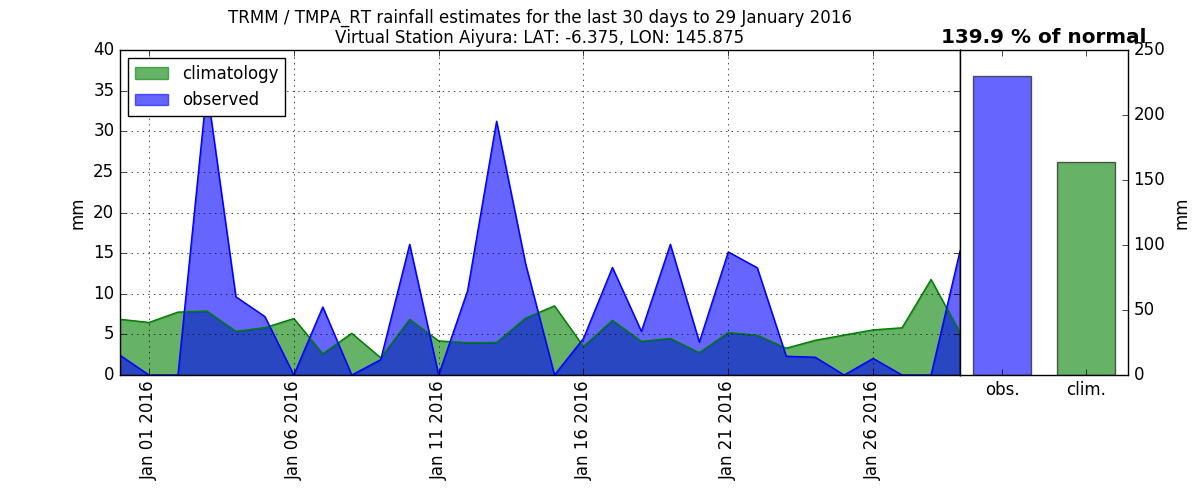 TRMM / TMPA_RT rainfall estimates for the last 30 days to 29 January 2016
Virtual Station Aiyura: LAT: -6.375, LON: 145.875
139.9 % of normal
climatology
observed
40
35
30
25
20
15
10
5
0
mm
Jan 01 2016
Jan 06 2016
Jan 11 2016
Jan 16 2016
Jan 21 2016
Jan 26 2016
250
200
150
100
50
0
mm
obs.
clim.